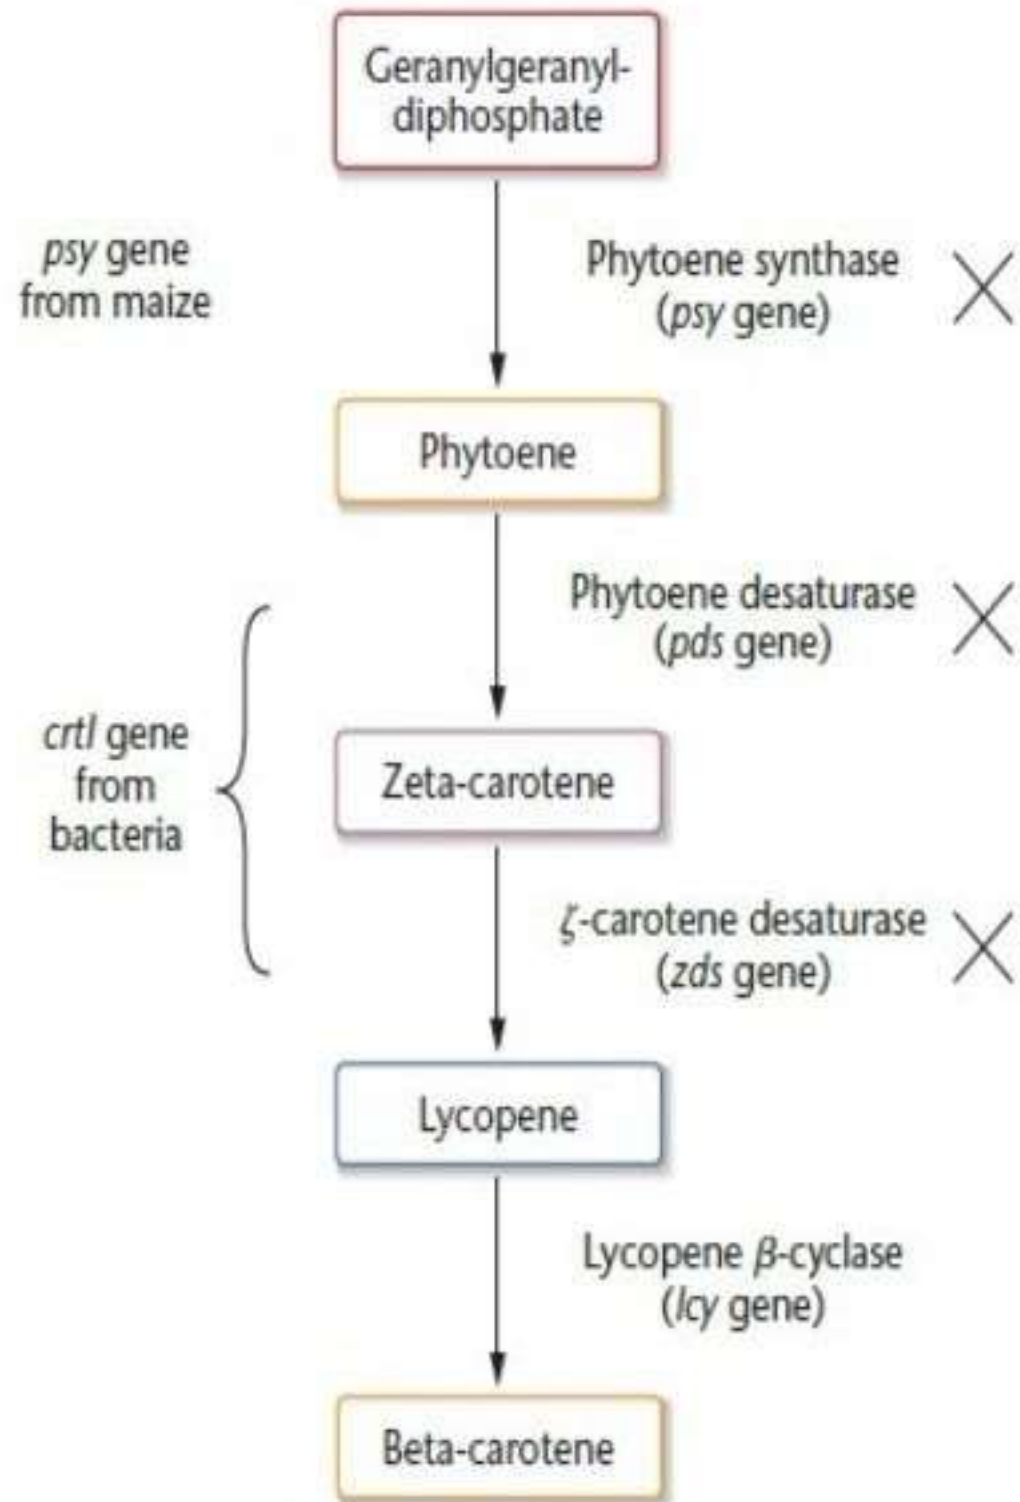 Geranylgeranyl-
diphosphate
psy gene
from maize
Phytoene synthase
(psy gene)
Phytoene
Phytoene desaturase
(pds gene)
crtl gene
from
bacteria
Zeta-carotene
ζ-carotene desaturase
(zds gene)
Lycopene
Lycopene β-cyclase
(lcy gene)
Beta-carotene